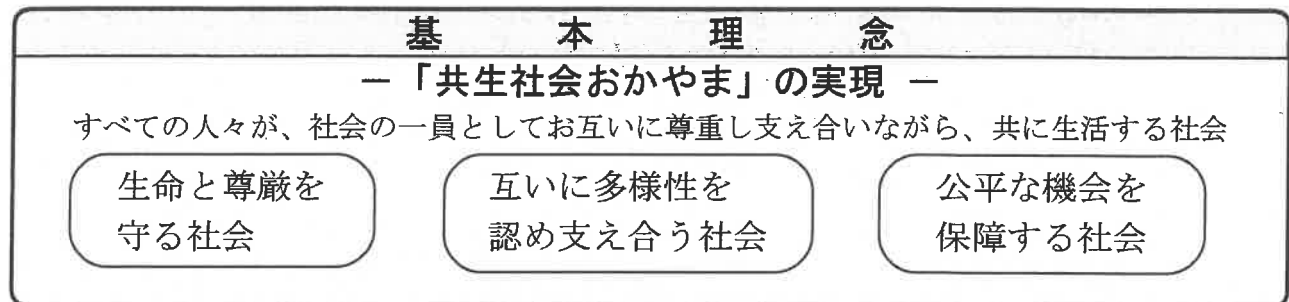 基本理念
―「共生社会おかやま」の実現 ―
すべての人々が、社会の一員としてお互いに尊重し支え合いながら、共に生活する社会
生命と尊厳を
守る社会
互いに多様性を
認め支え合う社会
公平な機会を
保障する社会